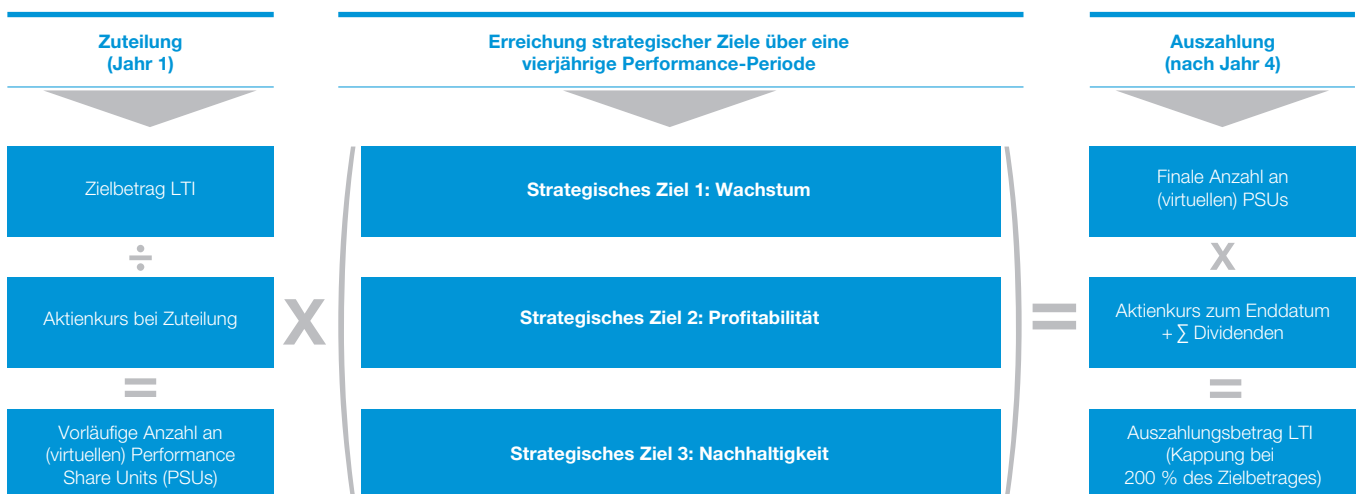 Zuteilung
(Jahr 1)
Zielbetrag LTI
÷
Aktienkurs bei Zuteilung
=
Vorläufige Anzahl an
(virtuellen) Performance
Share Units (PSUs)
X
Erreichung strategischer Ziele über eine
vierjährige Performance-Periode
Strategisches Ziel 1: Wachstum
Strategisches Ziel 2: Profitabilität
Strategisches Ziel 3: Nachhaltigkeit
=
Auszahlung
(nach Jahr 4)
Finale Anzahl an
(virtuellen) PSUs
X
Aktienkurs zum Enddatum
+ ∑ Dividenden
=
Auszahlungsbetrag LTI
(Kappung bei
200 % des Zielbetrages)